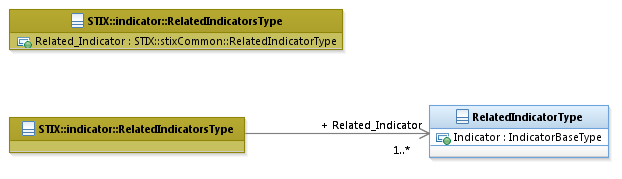 STIX::indicator::RelatedIndicatorsType
Related_Indicator : STIX::stixCommon::RelatedIndicatorType
STIX::indicator::RelatedIndicatorsType
+ Related_Indicator
1..*
RelatedIndicatorType
Indicator : IndicatorBaseType